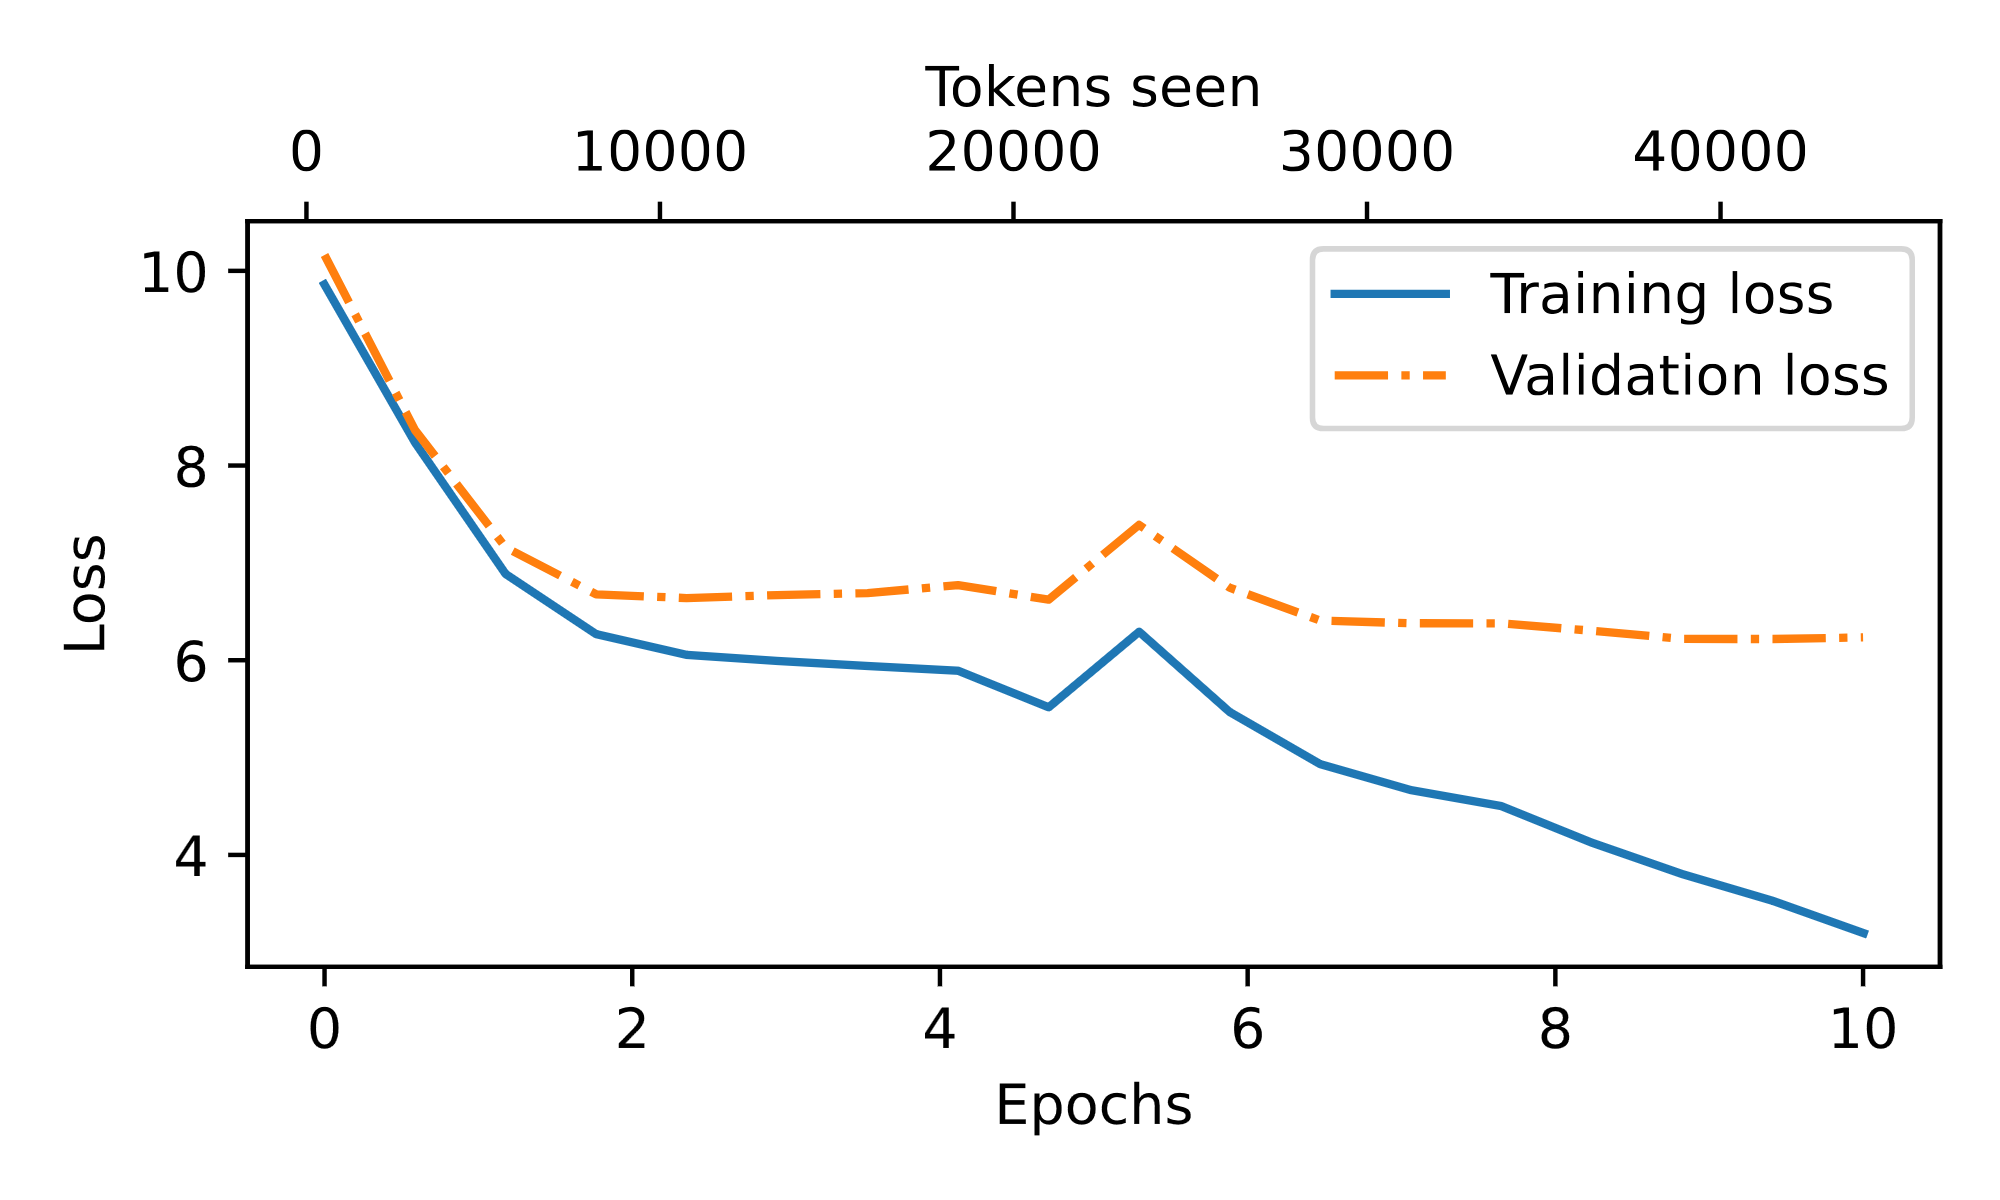 Tokens seen
0 10000 20000 30000 40000
10
8
6
4
Loss
Training loss
Validation loss
0 2 4 6 8 10
Epochs